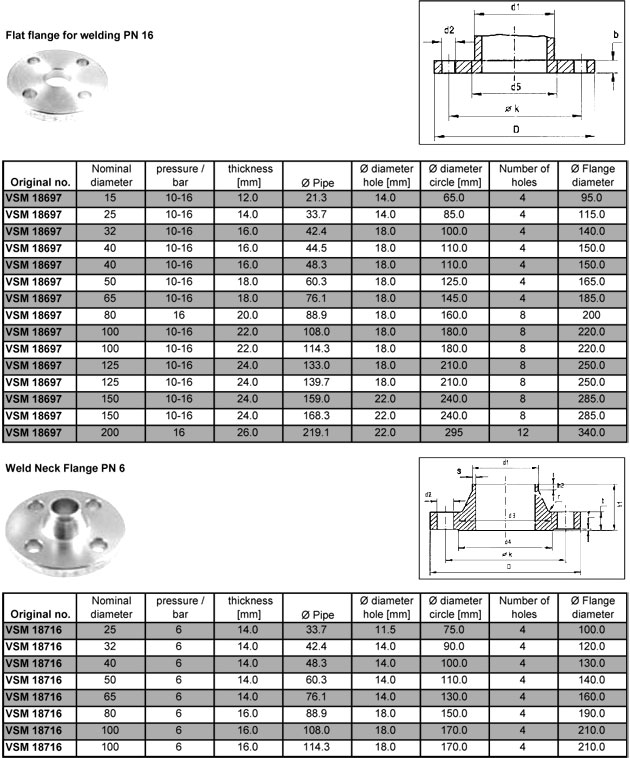 Flat flange for welding PN 16
d1
d2
b
d5
ø k
D
Original no. Nominal diameter pressure / bar thickness [mm] Ø Pipe Ø diameter hole [mm] Ø diameter circle [mm] Number of holes Ø Flange diameter
VSM 18697 15 10-16 12.0 21.3 14.0 65.0 4 95.0
VSM 18697 25 10-16 14.0 33.7 14.0 85.0 4 115.0
VSM 18697 32 10-16 16.0 42.4 18.0 100.0 4 140.0
VSM 18697 40 10-16 16.0 44.5 18.0 110.0 4 150.0
VSM 18697 40 10-16 16.0 48.3 18.0 110.0 4 150.0
VSM 18697 50 10-16 18.0 60.3 18.0 125.0 4 165.0
VSM 18697 65 10-16 18.0 76.1 18.0 145.0 4 185.0
VSM 18697 80 16 20.0 88.9 18.0 160.0 8 200
VSM 18697 100 10-16 22.0 108.0 18.0 180.0 8 220.0
VSM 18697 100 10-16 22.0 114.3 18.0 180.0 8 220.0
VSM 18697 125 10-16 24.0 133.0 18.0 210.0 8 250.0
VSM 18697 125 10-16 24.0 139.7 18.0 210.0 8 250.0
VSM 18697 150 10-16 24.0 159.0 22.0 240.0 8 285.0
VSM 18697 150 10-16 24.0 168.3 22.0 240.0 8 285.0
VSM 18697 200 16 26.0 219.1 22.0 295 12 340.0
Weld Neck Flange PN 6
s
d1
h2
d2
r
h1
d3
d4
ø k
D
Original no. Nominal diameter pressure / bar thickness [mm] Ø Pipe Ø diameter hole [mm] Ø diameter circle [mm] Number of holes Ø Flange diameter
VSM 18716 25 6 14.0 33.7 11.5 75.0 4 100.0
VSM 18716 32 6 14.0 42.4 14.0 90.0 4 120.0
VSM 18716 40 6 14.0 48.3 14.0 100.0 4 130.0
VSM 18716 50 6 14.0 60.3 14.0 110.0 4 140.0
VSM 18716 65 6 14.0 76.1 14.0 130.0 4 160.0
VSM 18716 80 6 16.0 88.9 18.0 150.0 4 190.0
VSM 18716 100 6 16.0 108.0 18.0 170.0 4 210.0
VSM 18716 100 6 16.0 114.3 18.0 170.0 4 210.0